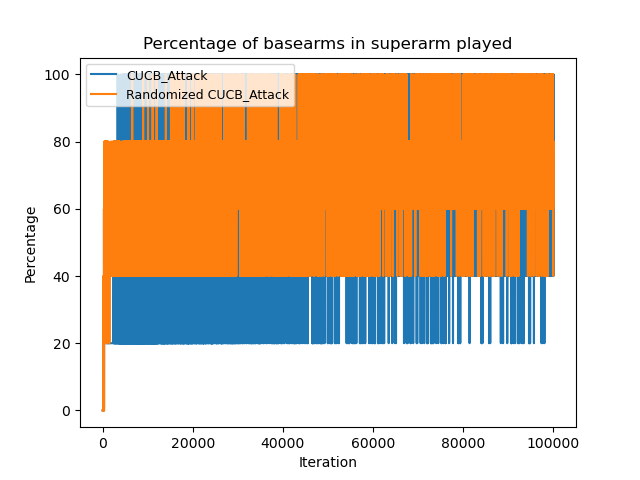 Percentage of basearms in superarm played
CUCB_Attack
Randomized CUCB_Attack
Percentage
100
80
60
40
20
0
0 20000 40000 60000 80000 100000
Iteration